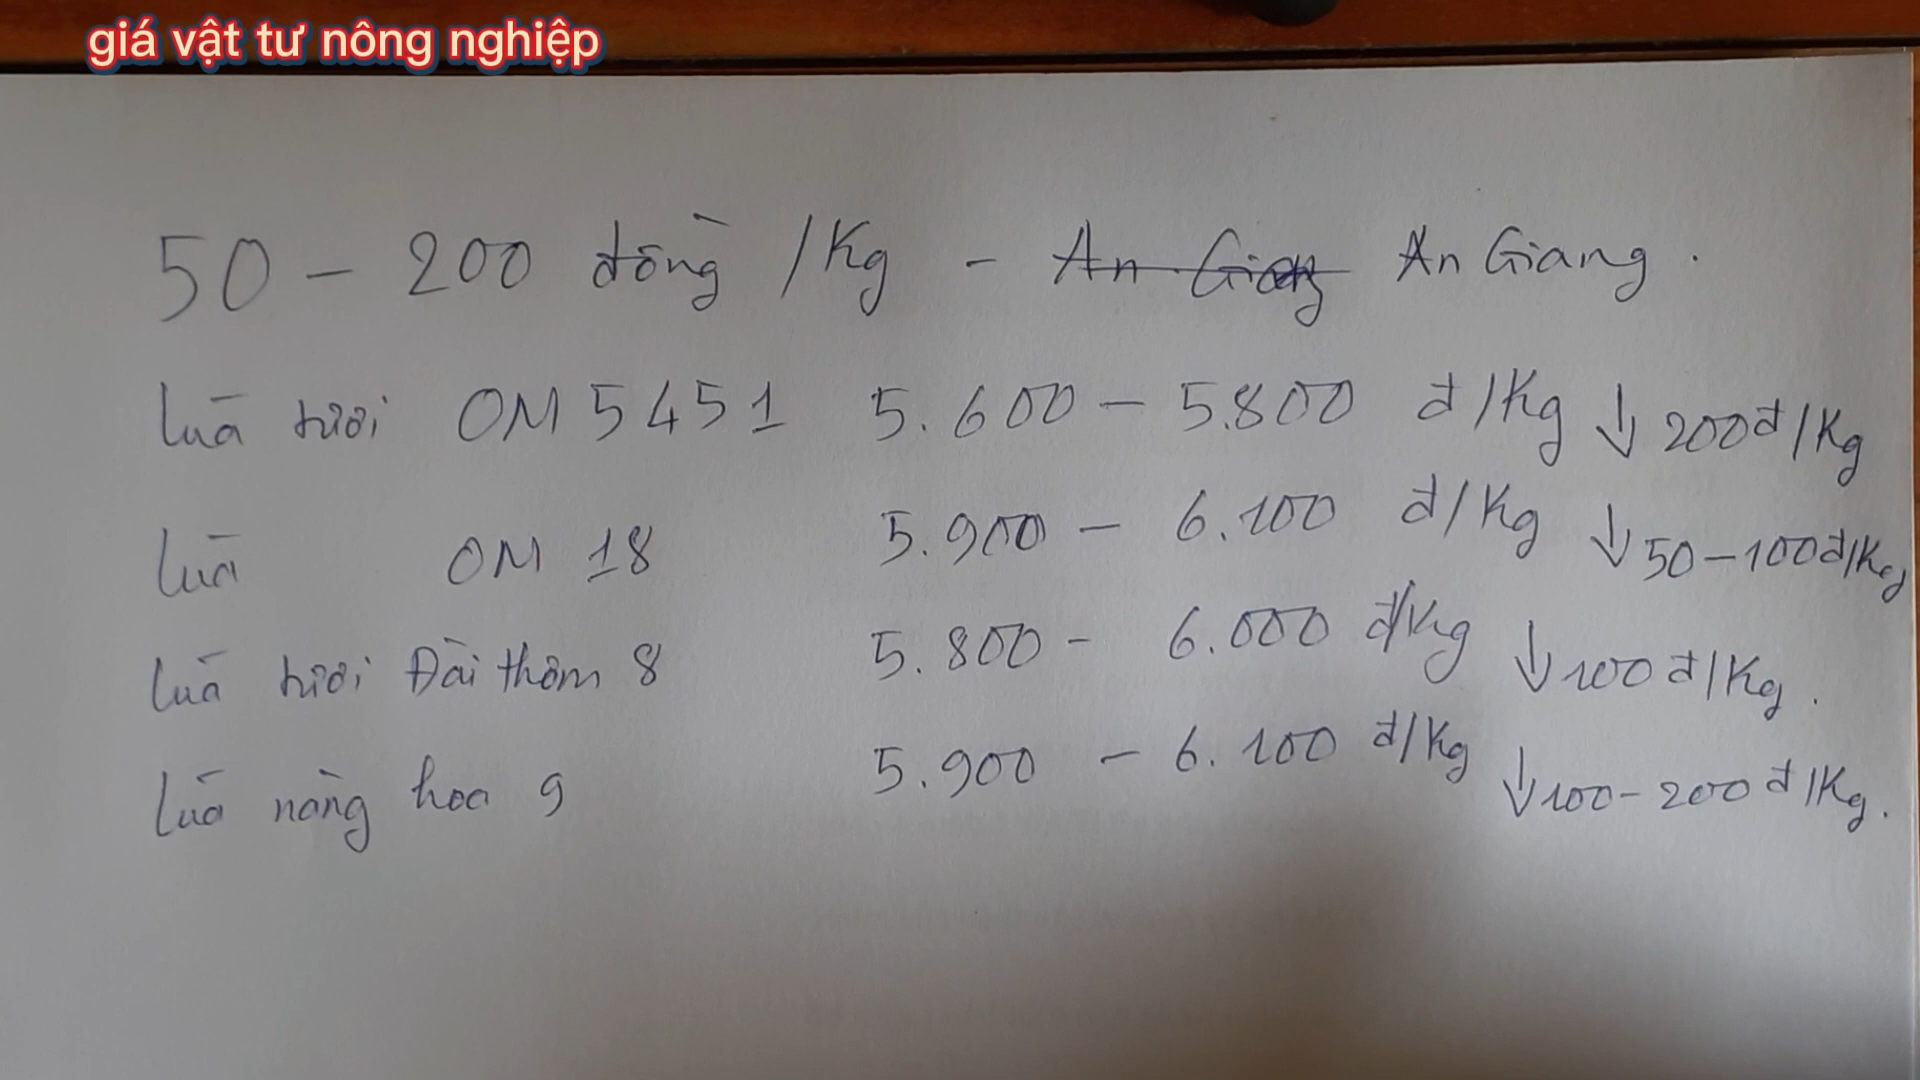 giá vật tư nông nghiệp
50 - 200 đồng /Kg - An Giang An Giang.
lúa tươi OM 5451 5.600 - 5.800 đ/Kg ↓ 200đ/Kg
lúa OM 18 5.900 - 6.100 đ/Kg ↓ 50-100đ/Kg
lúa tươi Đài thơm 8 5.800 - 6.000 đ/Kg ↓ 100 đ/Kg.
lúa nàng hoa 9 5.900 - 6.100 đ/Kg ↓ 100-200 đ/Kg.